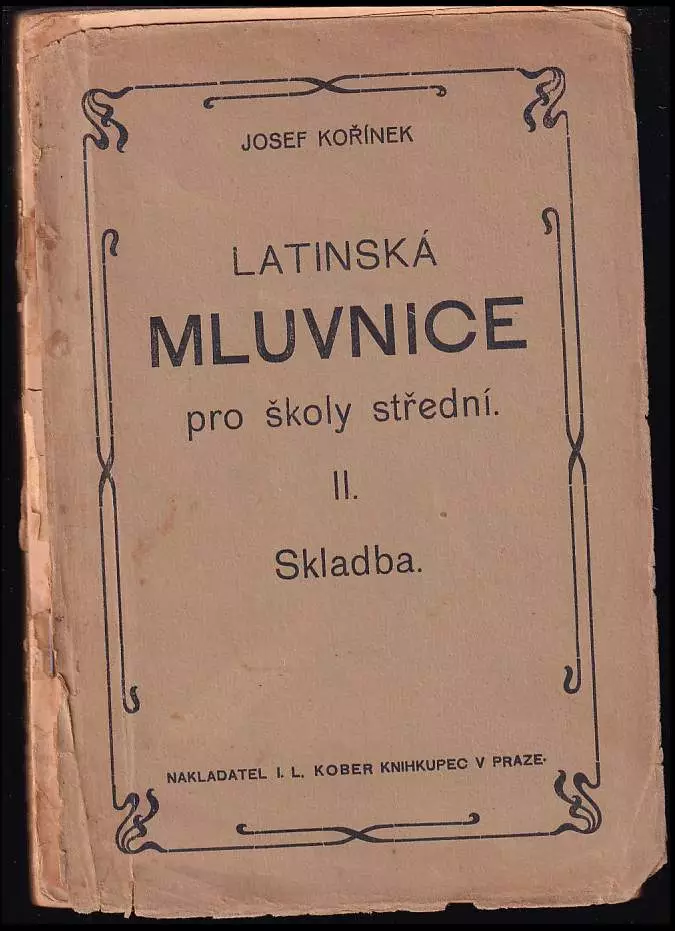 JOSEF KOŘÍNEK
LATINSKÁ
MLUVNICE
pro školy střední.
II.
Skladba.
NAKLADATEL I. L. KOBER KNIHKUPEC V PRAZE.